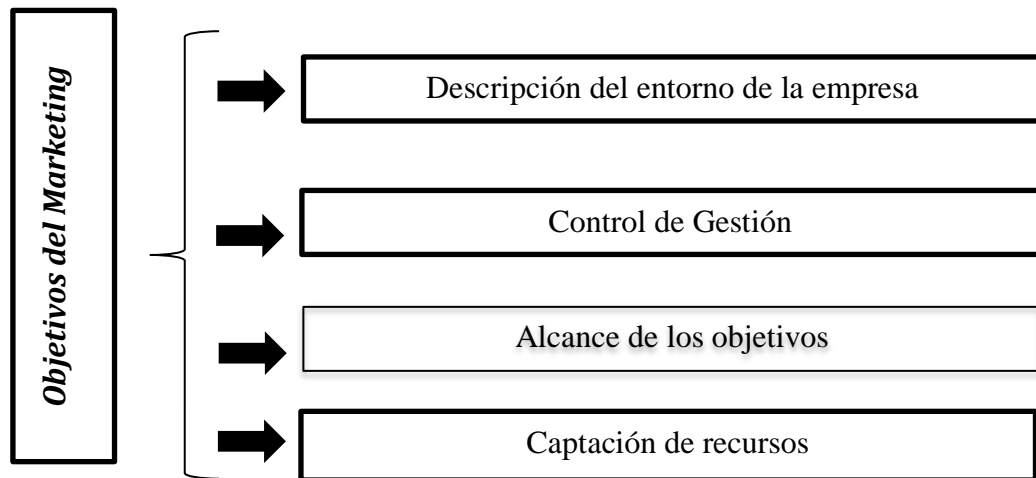 Objetivos del Marketing
Descripción del entorno de la empresa
Control de Gestión
Alcance de los objetivos
Captación de recursos